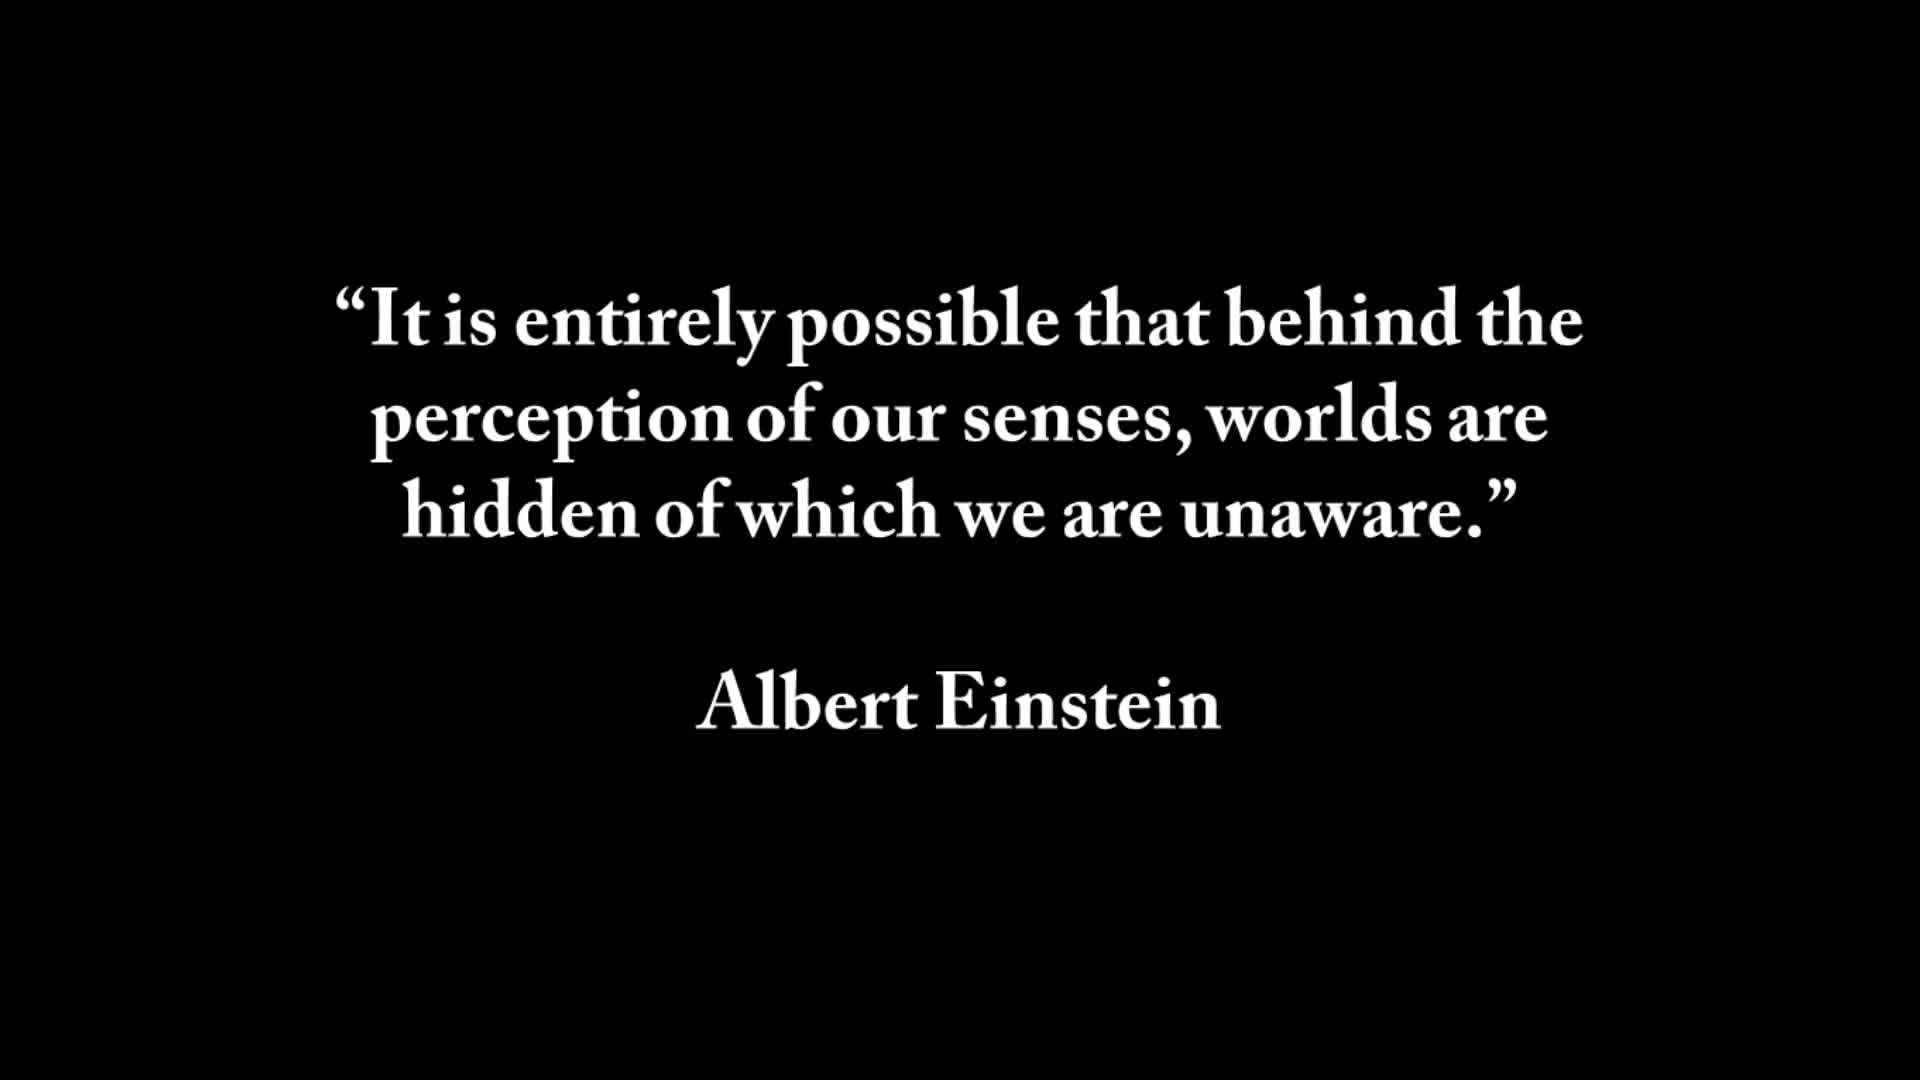 “It is entirely possible that behind the
perception of our senses, worlds are
hidden of which we are unaware.”
Albert Einstein